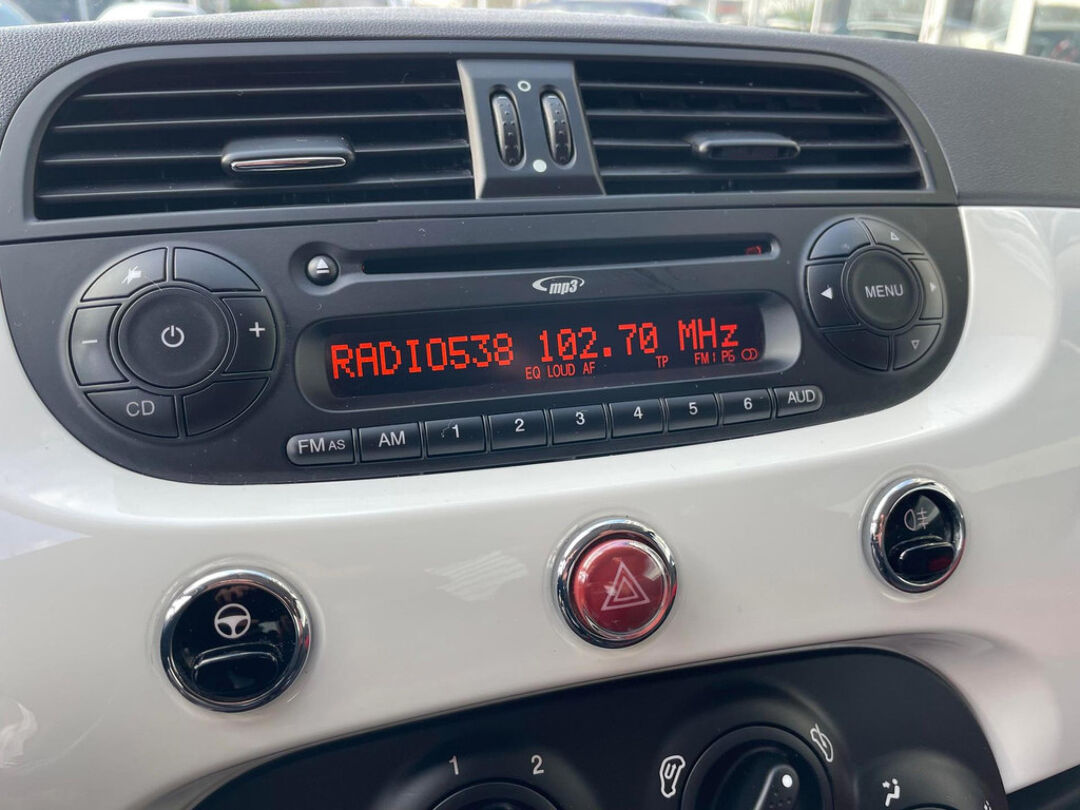 mp3
MENU
RADIO538 102.70 MHz
EQ LOUD AF TP FM1 P6
CD
FM AS AM 1 2 3 4 5 6 AUD
1 2